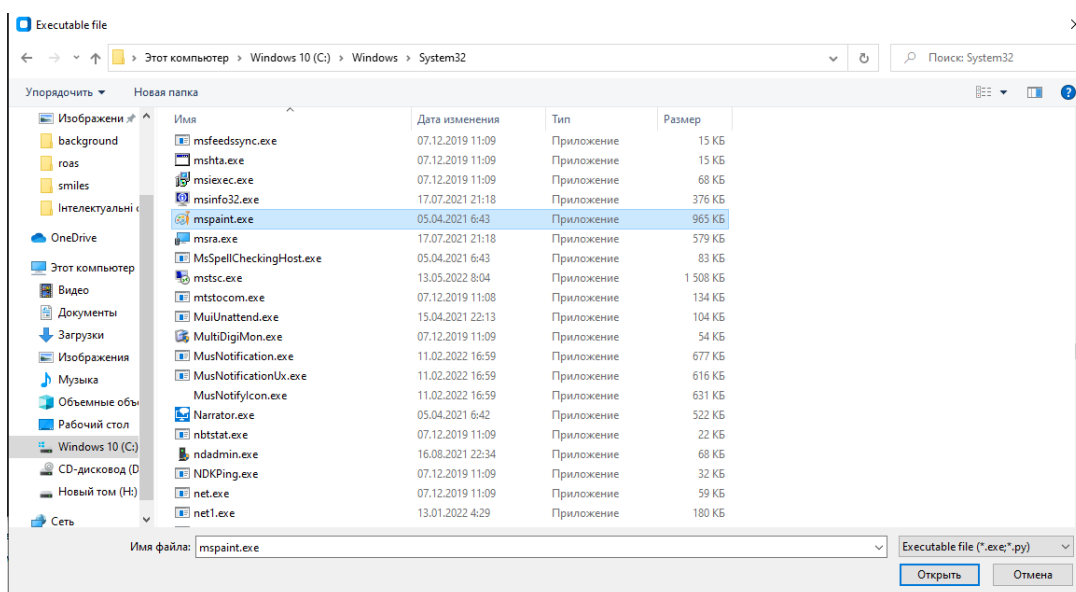 Executable file
Этот компьютер › Windows 10 (C:) › Windows › System32
Поиск: System32
Упорядочить
Новая папка
Изображени
background
roas
smiles
Інтелектуальні
OneDrive
Этот компьютер
Видео
Документы
Загрузки
Изображения
Музыка
Объемные объ
Рабочий стол
Windows 10 (C:)
CD-дисковод (D
Новый том (H:)
Сеть
Имя Дата изменения Тип Размер
msfeedssync.exe 07.12.2019 11:09 Приложение 15 КБ
mshta.exe 07.12.2019 11:09 Приложение 15 КБ
msiexec.exe 07.12.2019 11:09 Приложение 68 КБ
msinfo32.exe 17.07.2021 21:18 Приложение 376 КБ
mspaint.exe 05.04.2021 6:43 Приложение 965 КБ
msra.exe 17.07.2021 21:18 Приложение 579 КБ
MsSpellCheckingHost.exe 05.04.2021 6:43 Приложение 83 КБ
mstsc.exe 13.05.2022 8:04 Приложение 1 508 КБ
mtstocom.exe 07.12.2019 11:08 Приложение 134 КБ
MuiUnattend.exe 15.04.2021 22:13 Приложение 104 КБ
MultiDigiMon.exe 07.12.2019 11:09 Приложение 54 КБ
MusNotification.exe 11.02.2022 16:59 Приложение 677 КБ
MusNotificationUx.exe 11.02.2022 16:59 Приложение 616 КБ
MusNotifyIcon.exe 11.02.2022 16:59 Приложение 631 КБ
Narrator.exe 05.04.2021 6:42 Приложение 522 КБ
nbtstat.exe 07.12.2019 11:09 Приложение 22 КБ
ndadmin.exe 16.08.2021 22:34 Приложение 68 КБ
NDKPing.exe 07.12.2019 11:09 Приложение 32 КБ
net.exe 07.12.2019 11:09 Приложение 59 КБ
net1.exe 13.01.2022 4:29 Приложение 180 КБ
Имя файла: mspaint.exe
Executable file (*.exe;*.py)
Открыть
Отмена